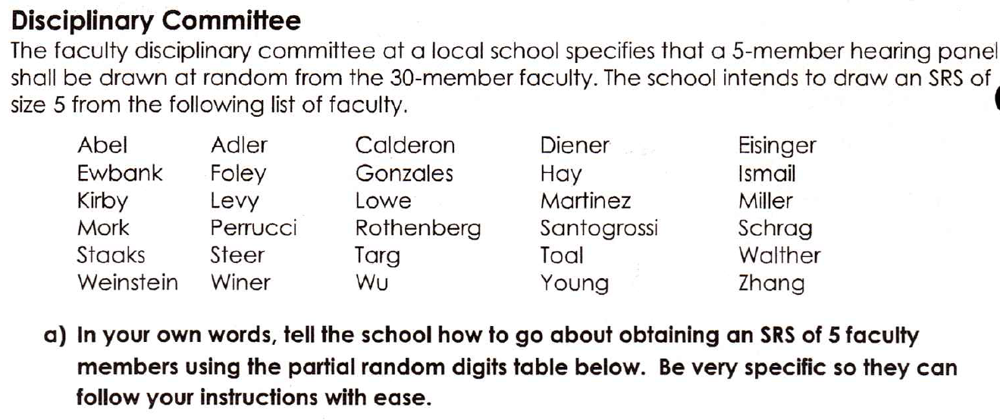 Disciplinary Committee
The faculty disciplinary committee at a local school specifies that a 5-member hearing panel
shall be drawn at random from the 30-member faculty. The school intends to draw an SRS of
size 5 from the following list of faculty.
Abel Adler Calderon Diener Eisinger
Ewbank Foley Gonzales Hay Ismail
Kirby Levy Lowe Martinez Miller
Mork Perrucci Rothenberg Santogrossi Schrag
Staaks Steer Targ Toal Walther
Weinstein Winer Wu Young Zhang
a) In your own words, tell the school how to go about obtaining an SRS of 5 faculty
members using the partial random digits table below. Be very specific so they can
follow your instructions with ease.